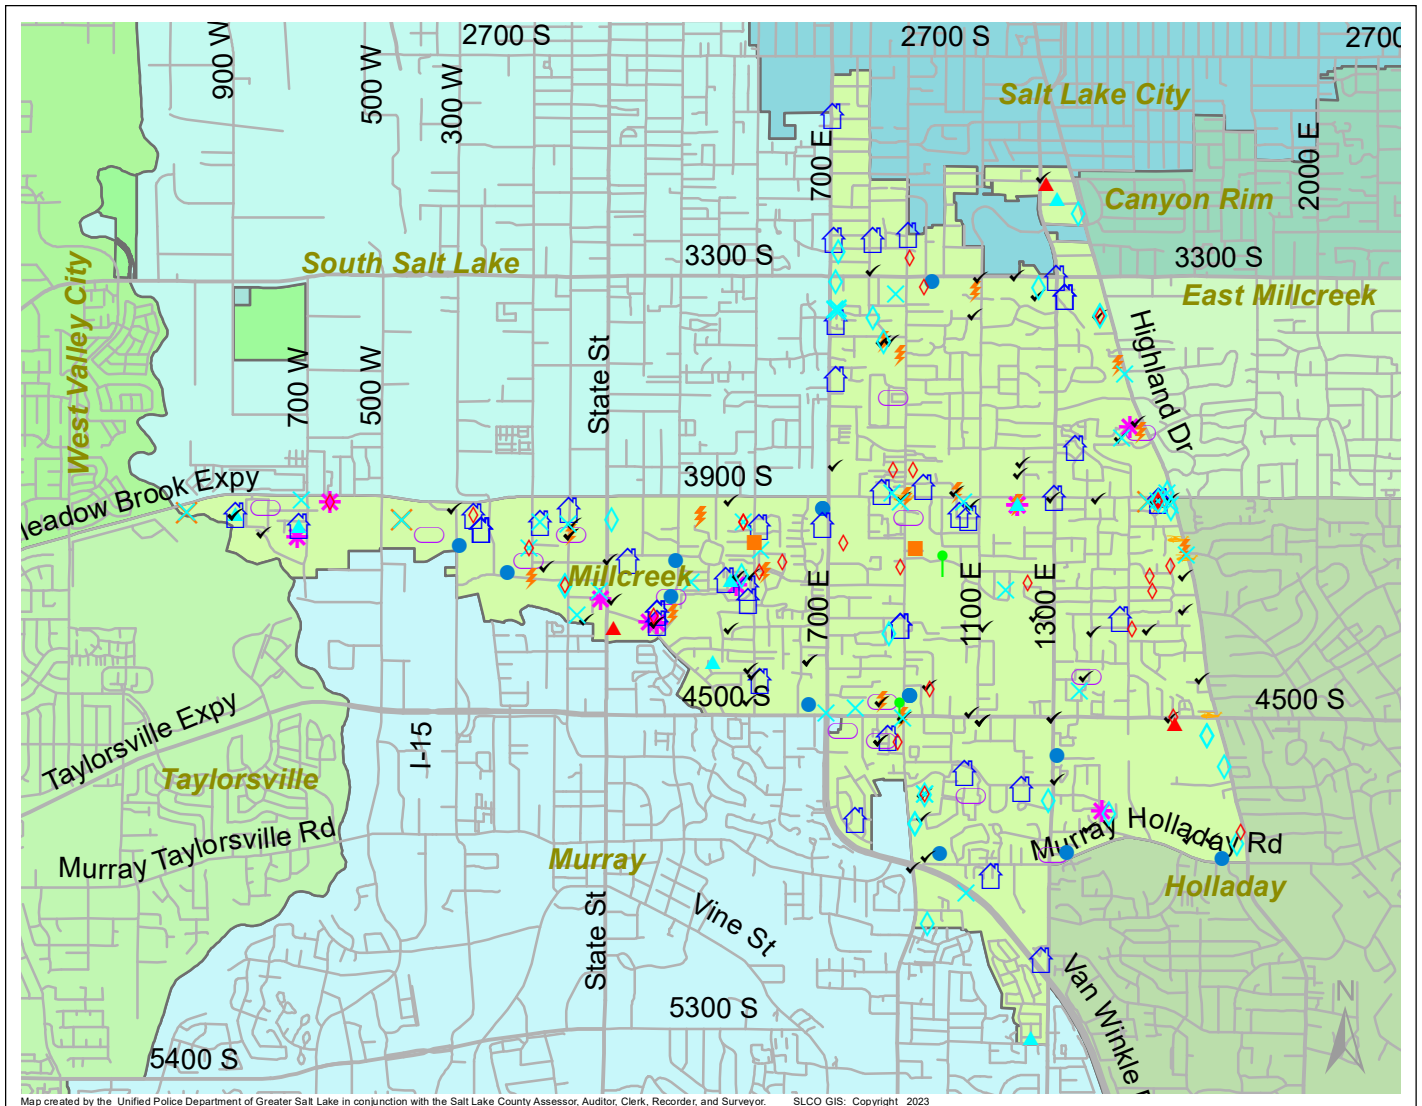 2700 S
2700 S
2700
900 W
500 W
300 W
Salt Lake City
700 E
2000 E
Canyon Rim
3300 S
3300 S
South Salt Lake
West Valley City
East Millcreek
Highland Dr
700 W
500 W
State St
3900 S
eadow Brook Expy
Millcreek
700 E
1100 E
1300 E
4500 S
4500 S
Taylorsville Expy
I-15
Taylorsville
Murray Taylorsville Rd
Murray
Murray Holladay Rd
Holladay
State St
Vine St
Van Winkle
5300 S
5400 S
N
Map created by the Unified Police Department of Greater Salt Lake in conjunction with the Salt Lake County Assessor, Auditor, Clerk, Recorder, and Surveyor. SLCO GIS: Copyright 2023